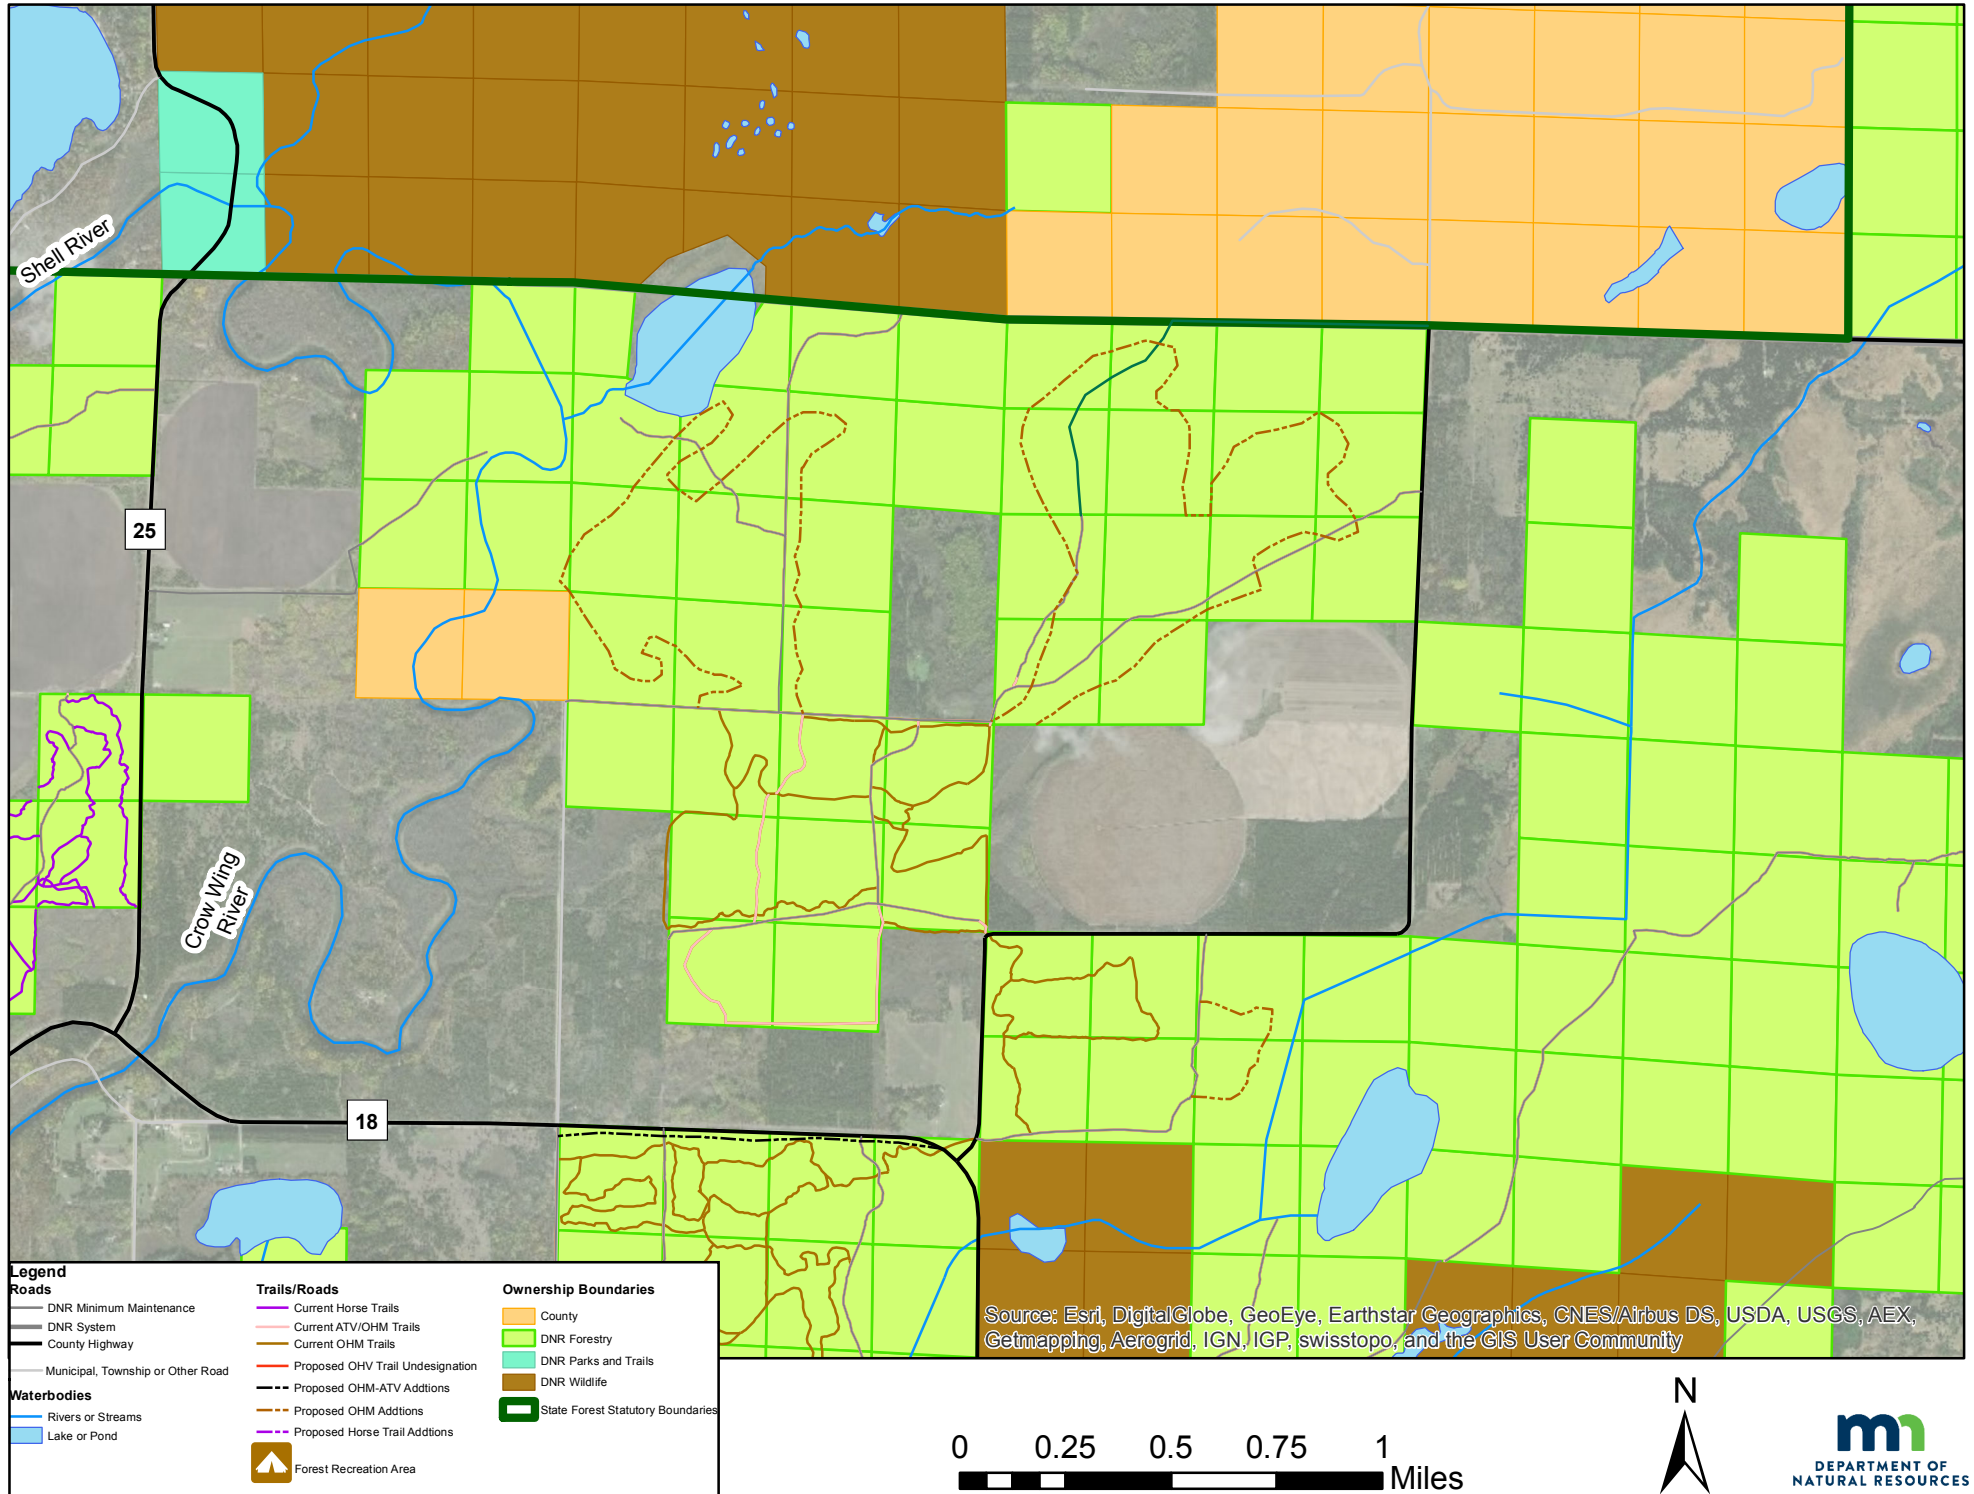 Shell River
25
Crow Wing
River
18
Legend
Roads
DNR Minimum Maintenance
DNR System
County Highway
Municipal, Township or Other Road
Waterbodies
Rivers or Streams
Lake or Pond
Trails/Roads
Current Horse Trails
Current ATV/OHM Trails
Current OHM Trails
Proposed OHV Trail Undesignation
Proposed OHM-ATV Addtions
Proposed OHM Addtions
Proposed Horse Trail Addtions
Forest Recreation Area
Ownership Boundaries
County
DNR Forestry
DNR Parks and Trails
DNR Wildlife
State Forest Statutory Boundaries
Source: Esri, DigitalGlobe, GeoEye, Earthstar Geographics, CNES/Airbus DS, USDA, USGS, AEX,
Getmapping, Aerogrid, IGN, IGP, swisstopo, and the GIS User Community
0 0.25 0.5 0.75 1
Miles
N
mn
DEPARTMENT OF
NATURAL RESOURCES